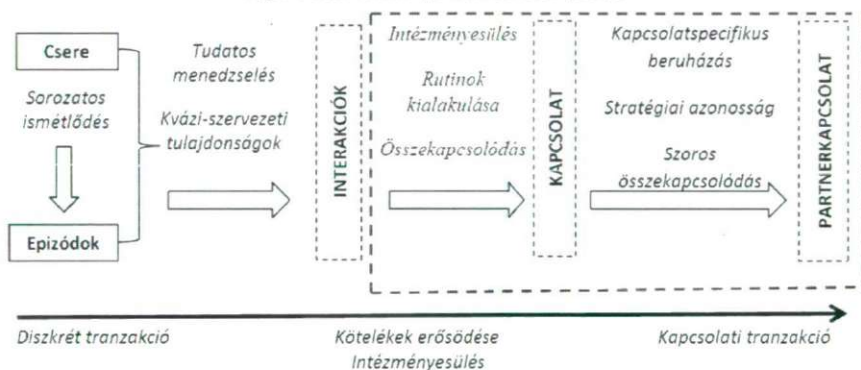 Csere
Sorozatos
ismétlődés
Epizódok
Tudatos
menedzselés
Kvázi-szervezeti
tulajdonságok
INTERAKCIÓK
Intézményesülés
Rutinok
kialakulása
Összekapcsolódás
KAPCSOLAT
Kapcsolatspecifikus
beruházás
Stratégiai azonosság
Szoros
összekapcsolódás
PARTNERKAPCSOLAT
Diszkrét tranzakció
Kötelékek erősödése
Intézményesülés
Kapcsolati tranzakció